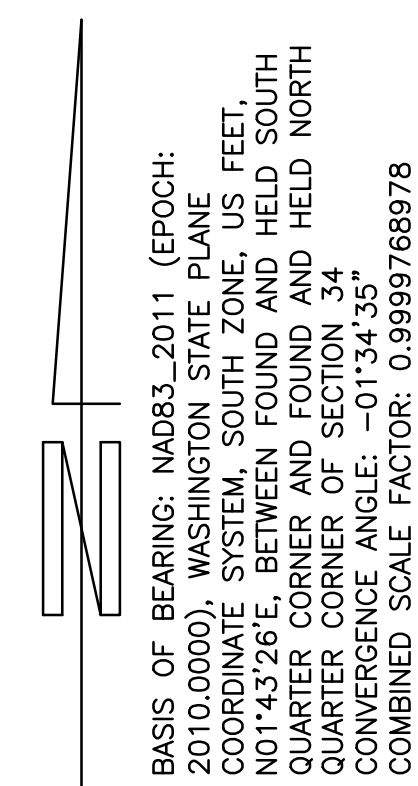 N
BASIS OF BEARING: NAD83_2011 (EPOCH:
2010.0000), WASHINGTON STATE PLANE
COORDINATE SYSTEM, SOUTH ZONE, US FEET,
N01°43'26'E, BETWEEN FOUND AND HELD SOUTH
QUARTER CORNER AND FOUND AND HELD NORTH
QUARTER CORNER OF SECTION 34
CONVERGENCE ANGLE: -01°34'35"
COMBINED SCALE FACTOR: 0.9999768978